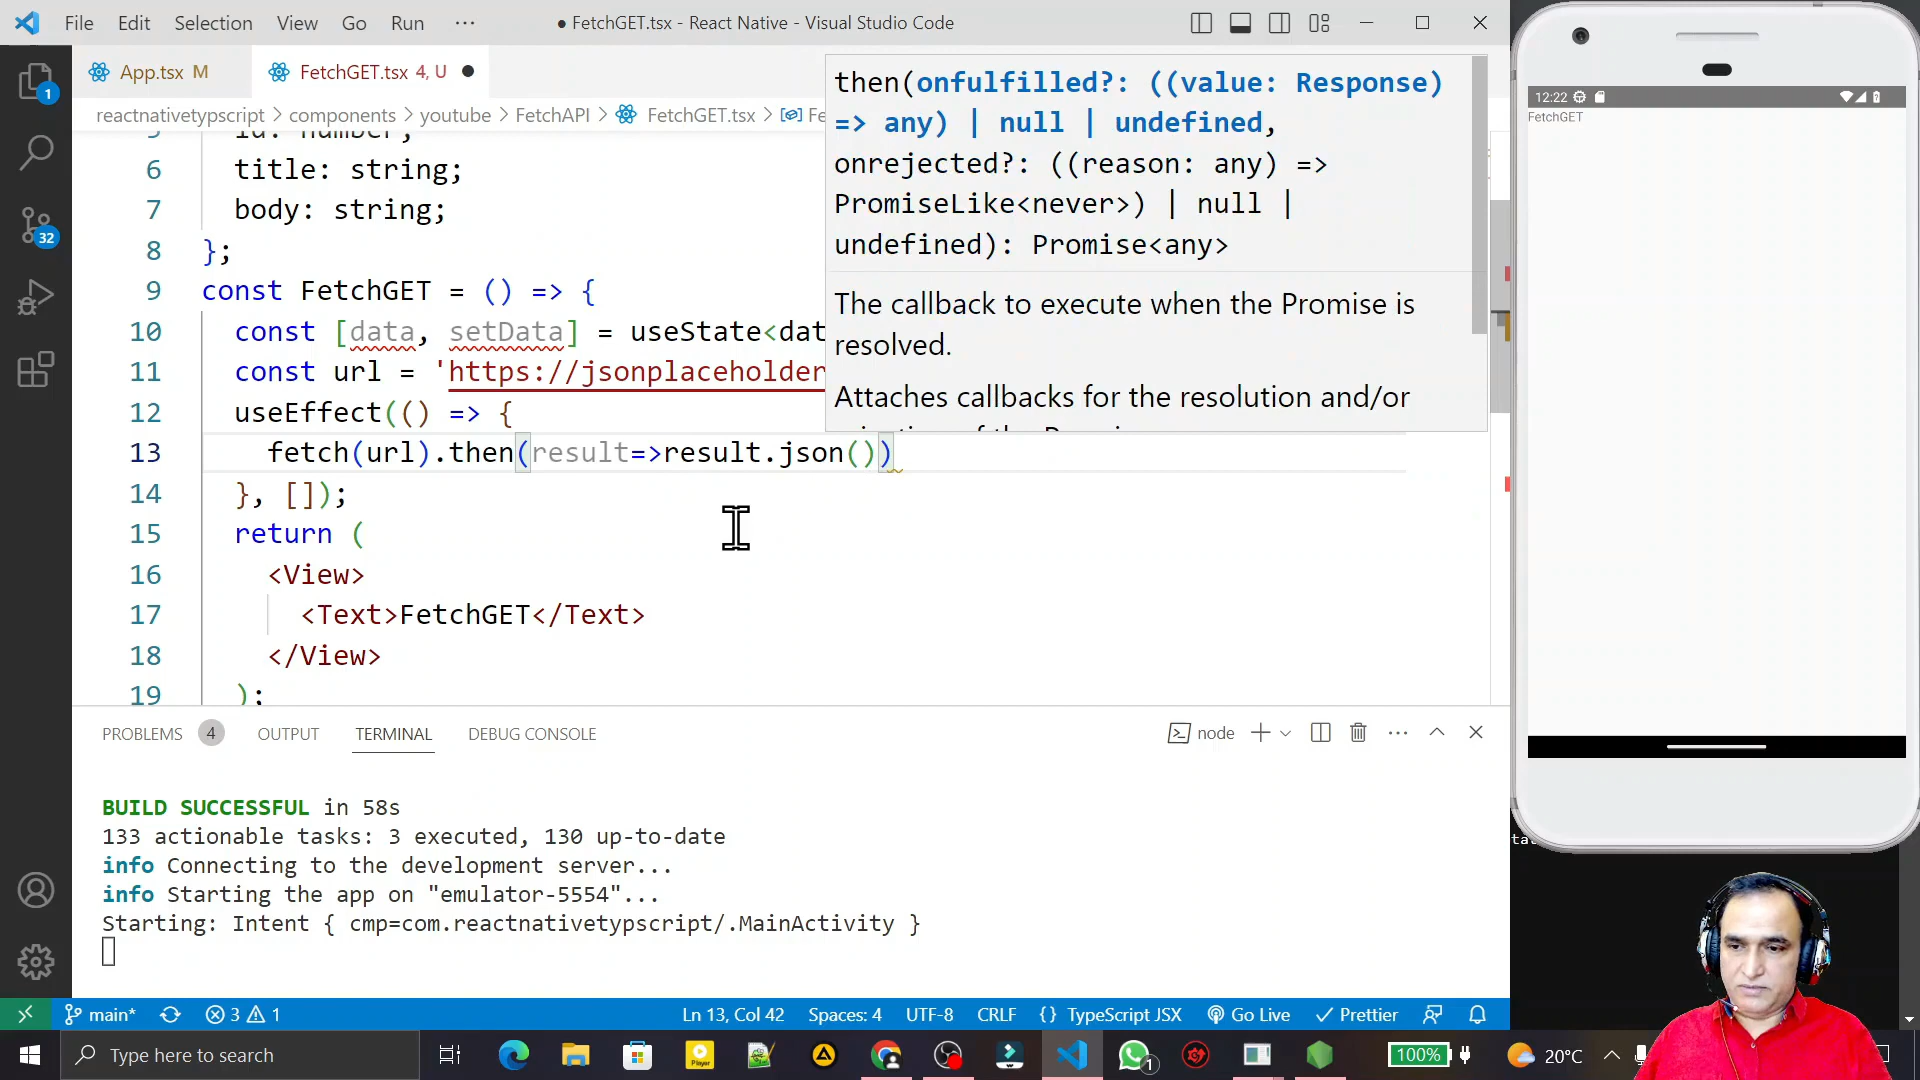 File Edit Selection View Go Run ···
● FetchGET.tsx - React Native - Visual Studio Code
App.tsx M
FetchGET.tsx 4, U ●
reactnativetypscript > components > youtube > FetchAPI > FetchGET.tsx >
then(onfulfilled?: ((value: Response)
=> any) | null | undefined,
onrejected?: ((reason: any) =>
PromiseLike<never>) | null |
undefined): Promise<any>
The callback to execute when the Promise is
resolved.
Attaches callbacks for the resolution and/or
6 title: string;
7 body: string;
8 };
9 const FetchGET = () => {
10 const [data, setData] = useState<dat
11 const url = 'https://jsonplaceholder
12 useEffect(() => {
13 fetch(url).then(result=>result.json())
14 }, []);
15 return (
16 <View>
17 <Text>FetchGET</Text>
18 </View>
19 );
1
32
PROBLEMS 4 OUTPUT TERMINAL DEBUG CONSOLE
node
BUILD SUCCESSFUL in 58s
133 actionable tasks: 3 executed, 130 up-to-date
info Connecting to the development server...
info Starting the app on "emulator-5554"...
Starting: Intent { cmp=com.reactnativetypscript/.MainActivity }
main* 3 1
Ln 13, Col 42 Spaces: 4 UTF-8 CRLF {} TypeScript JSX Go Live Prettier
Type here to search
Player
1
100%
20°C
12:22
FetchGET